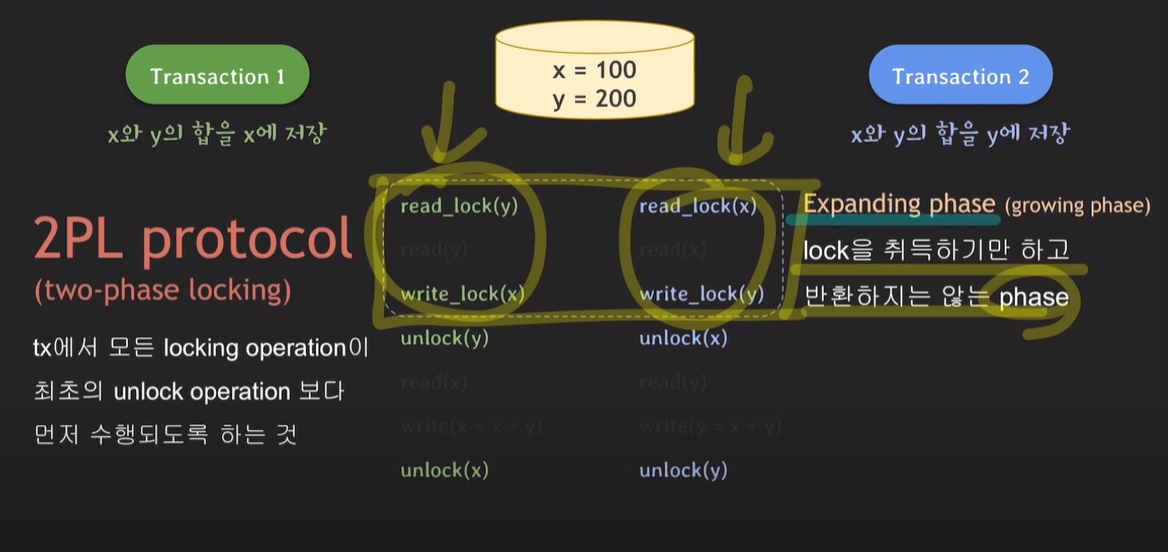 x = 100
y = 200
Transaction 1
x와 y의 합을 x에 저장
Transaction 2
x와 y의 합을 y에 저장
2PL protocol
(two-phase locking)
tx에서 모든 locking operation이
최초의 unlock operation 보다
먼저 수행되도록 하는 것
read_lock(y)
read(y)
write_lock(x)
unlock(y)
read(x)
write(x = x + y)
unlock(x)
read_lock(x)
read(x)
write_lock(y)
unlock(x)
read(y)
write(y = x + y)
unlock(y)
Expanding phase (growing phase)
lock을 취득하기만 하고
반환하지는 않는 phase